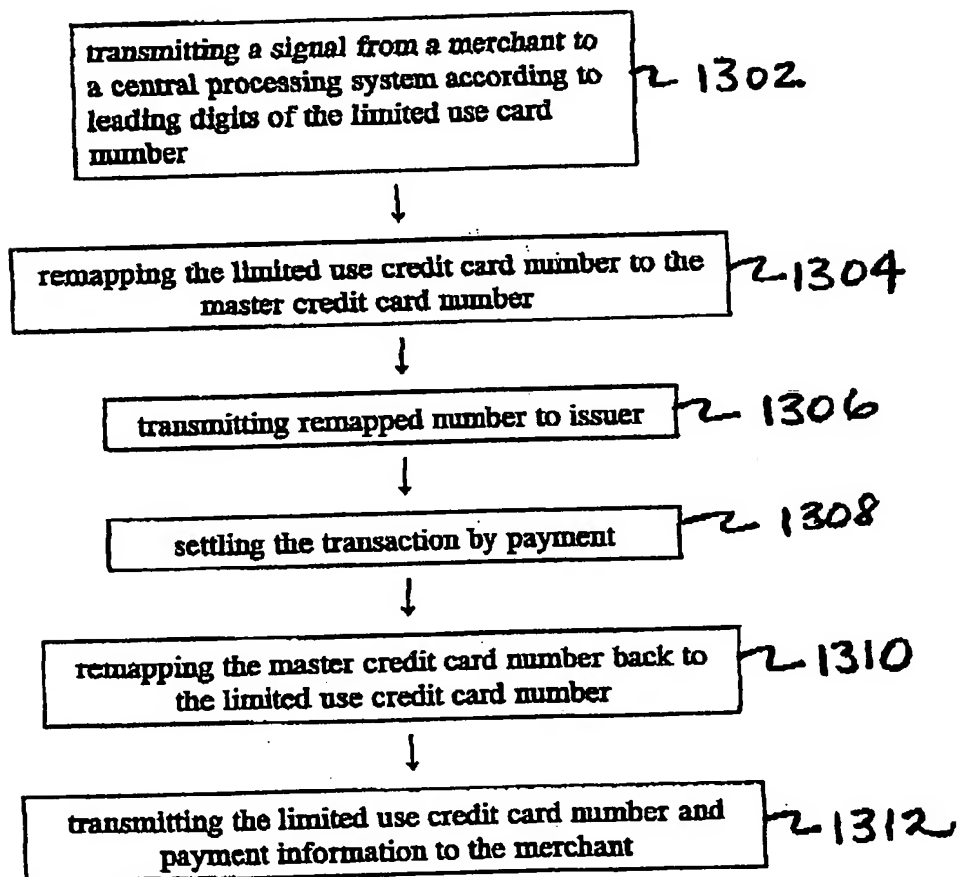 transmitting a signal from a merchant to
a central processing system according to
leading digits of the limited use card
number
1302
remapping the limited use credit card number to the
master credit card number
1304
transmitting remapped number to issuer
1306
settling the transaction by payment
1308
remapping the master credit card number back to
the limited use credit card number
1310
transmitting the limited use credit card number and
payment information to the merchant
1312